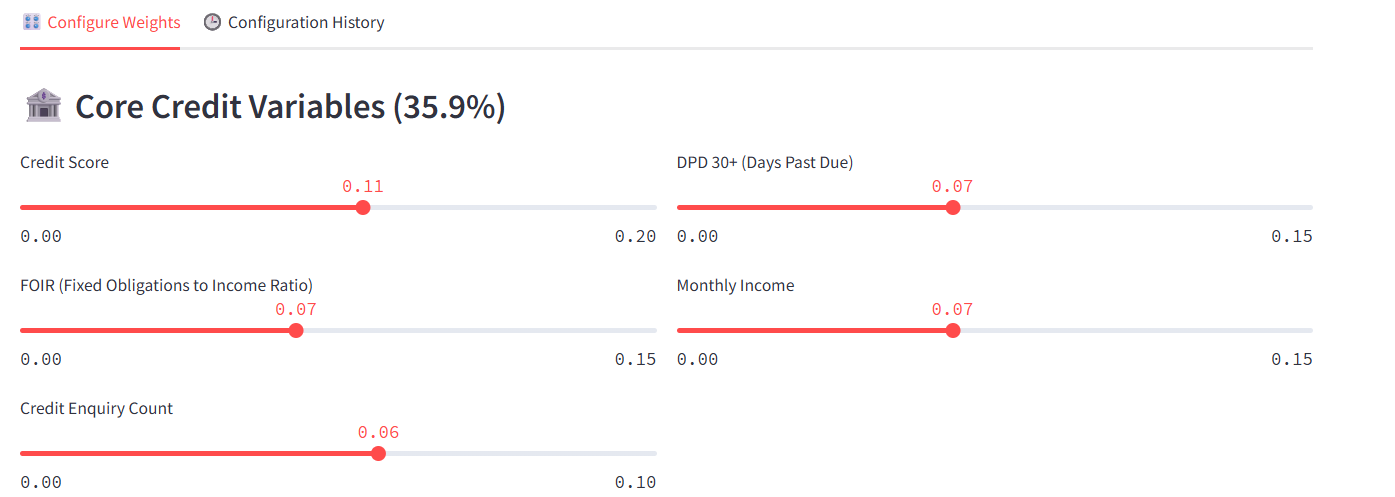 Configure Weights Configuration History
Core Credit Variables (35.9%)
Credit Score
0.11
0.00 0.20
DPD 30+ (Days Past Due)
0.07
0.00 0.15
FOIR (Fixed Obligations to Income Ratio)
0.07
0.00 0.15
Monthly Income
0.07
0.00 0.15
Credit Enquiry Count
0.06
0.00 0.10